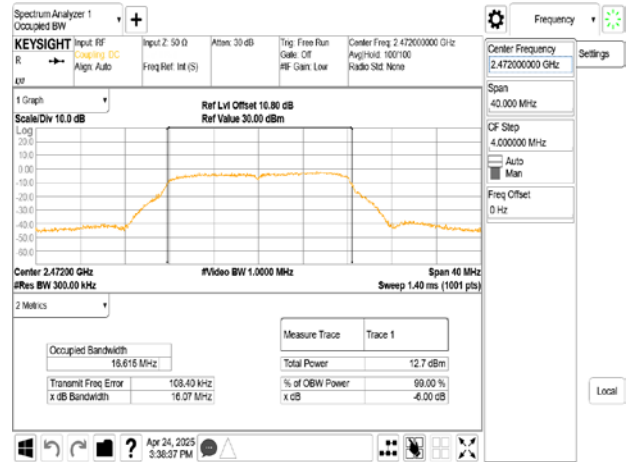 Spectrum Analyzer 1
Occupied BW
Frequency
KEYSIGHT
R
Input: RF
Coupling: DC
Align: Auto
Input Z: 50 Ω
Freq Ref: Int (S)
Atten: 30 dB
Trig: Free Run
Gate: Off
#IF Gain: Low
Center Freq: 2.472000000 GHz
Avg|Hold: 100/100
Radio Std: None
Center Frequency
2.472000000 GHz
Settings
Span
40.000 MHz
CF Step
4.000000 MHz
Auto
Man
Freq Offset
0 Hz
1 Graph
Scale/Div 10.0 dB
Ref Lvl Offset 10.80 dB
Ref Value 30.00 dBm
Log
20.0
10.0
0.00
-10.0
-20.0
-30.0
-40.0
-50.0
-60.0
Center 2.47200 GHz
#Video BW 1.0000 MHz
Span 40 MHz
#Res BW 300.00 kHz
Sweep 1.40 ms (1001 pts)
2 Metrics
Measure Trace
Trace 1
Occupied Bandwidth
16.615 MHz
Total Power
12.7 dBm
Transmit Freq Error
108.40 kHz
% of OBW Power
99.00 %
x dB Bandwidth
16.07 MHz
x dB
-6.00 dB
Local
?
Apr 24, 2025
3:38:37 PM